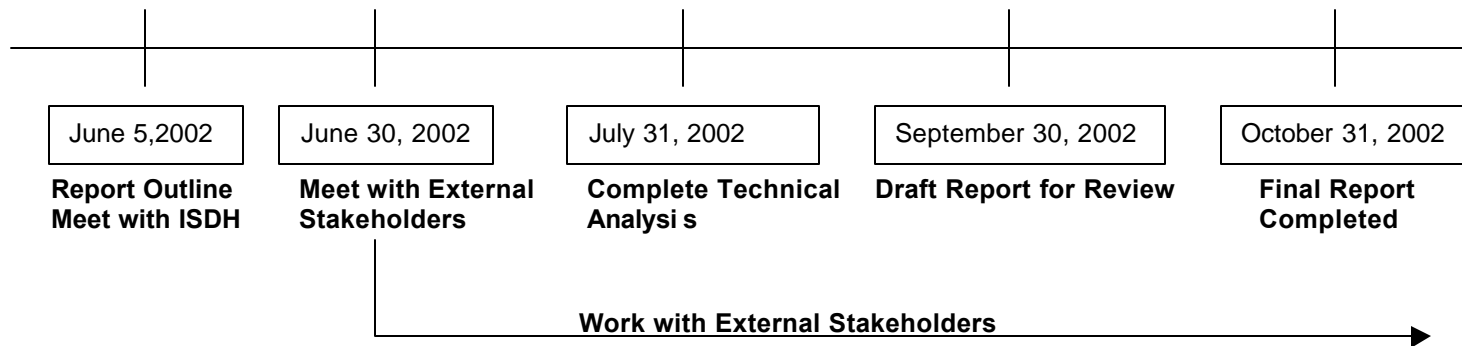 June 5,2002
June 30, 2002
July 31, 2002
September 30, 2002
October 31, 2002
Report Outline
Meet with ISDH
Meet with External
Stakeholders
Complete Technical
Analysi s
Draft Report for Review
Final Report
Completed
Work with External Stakeholders